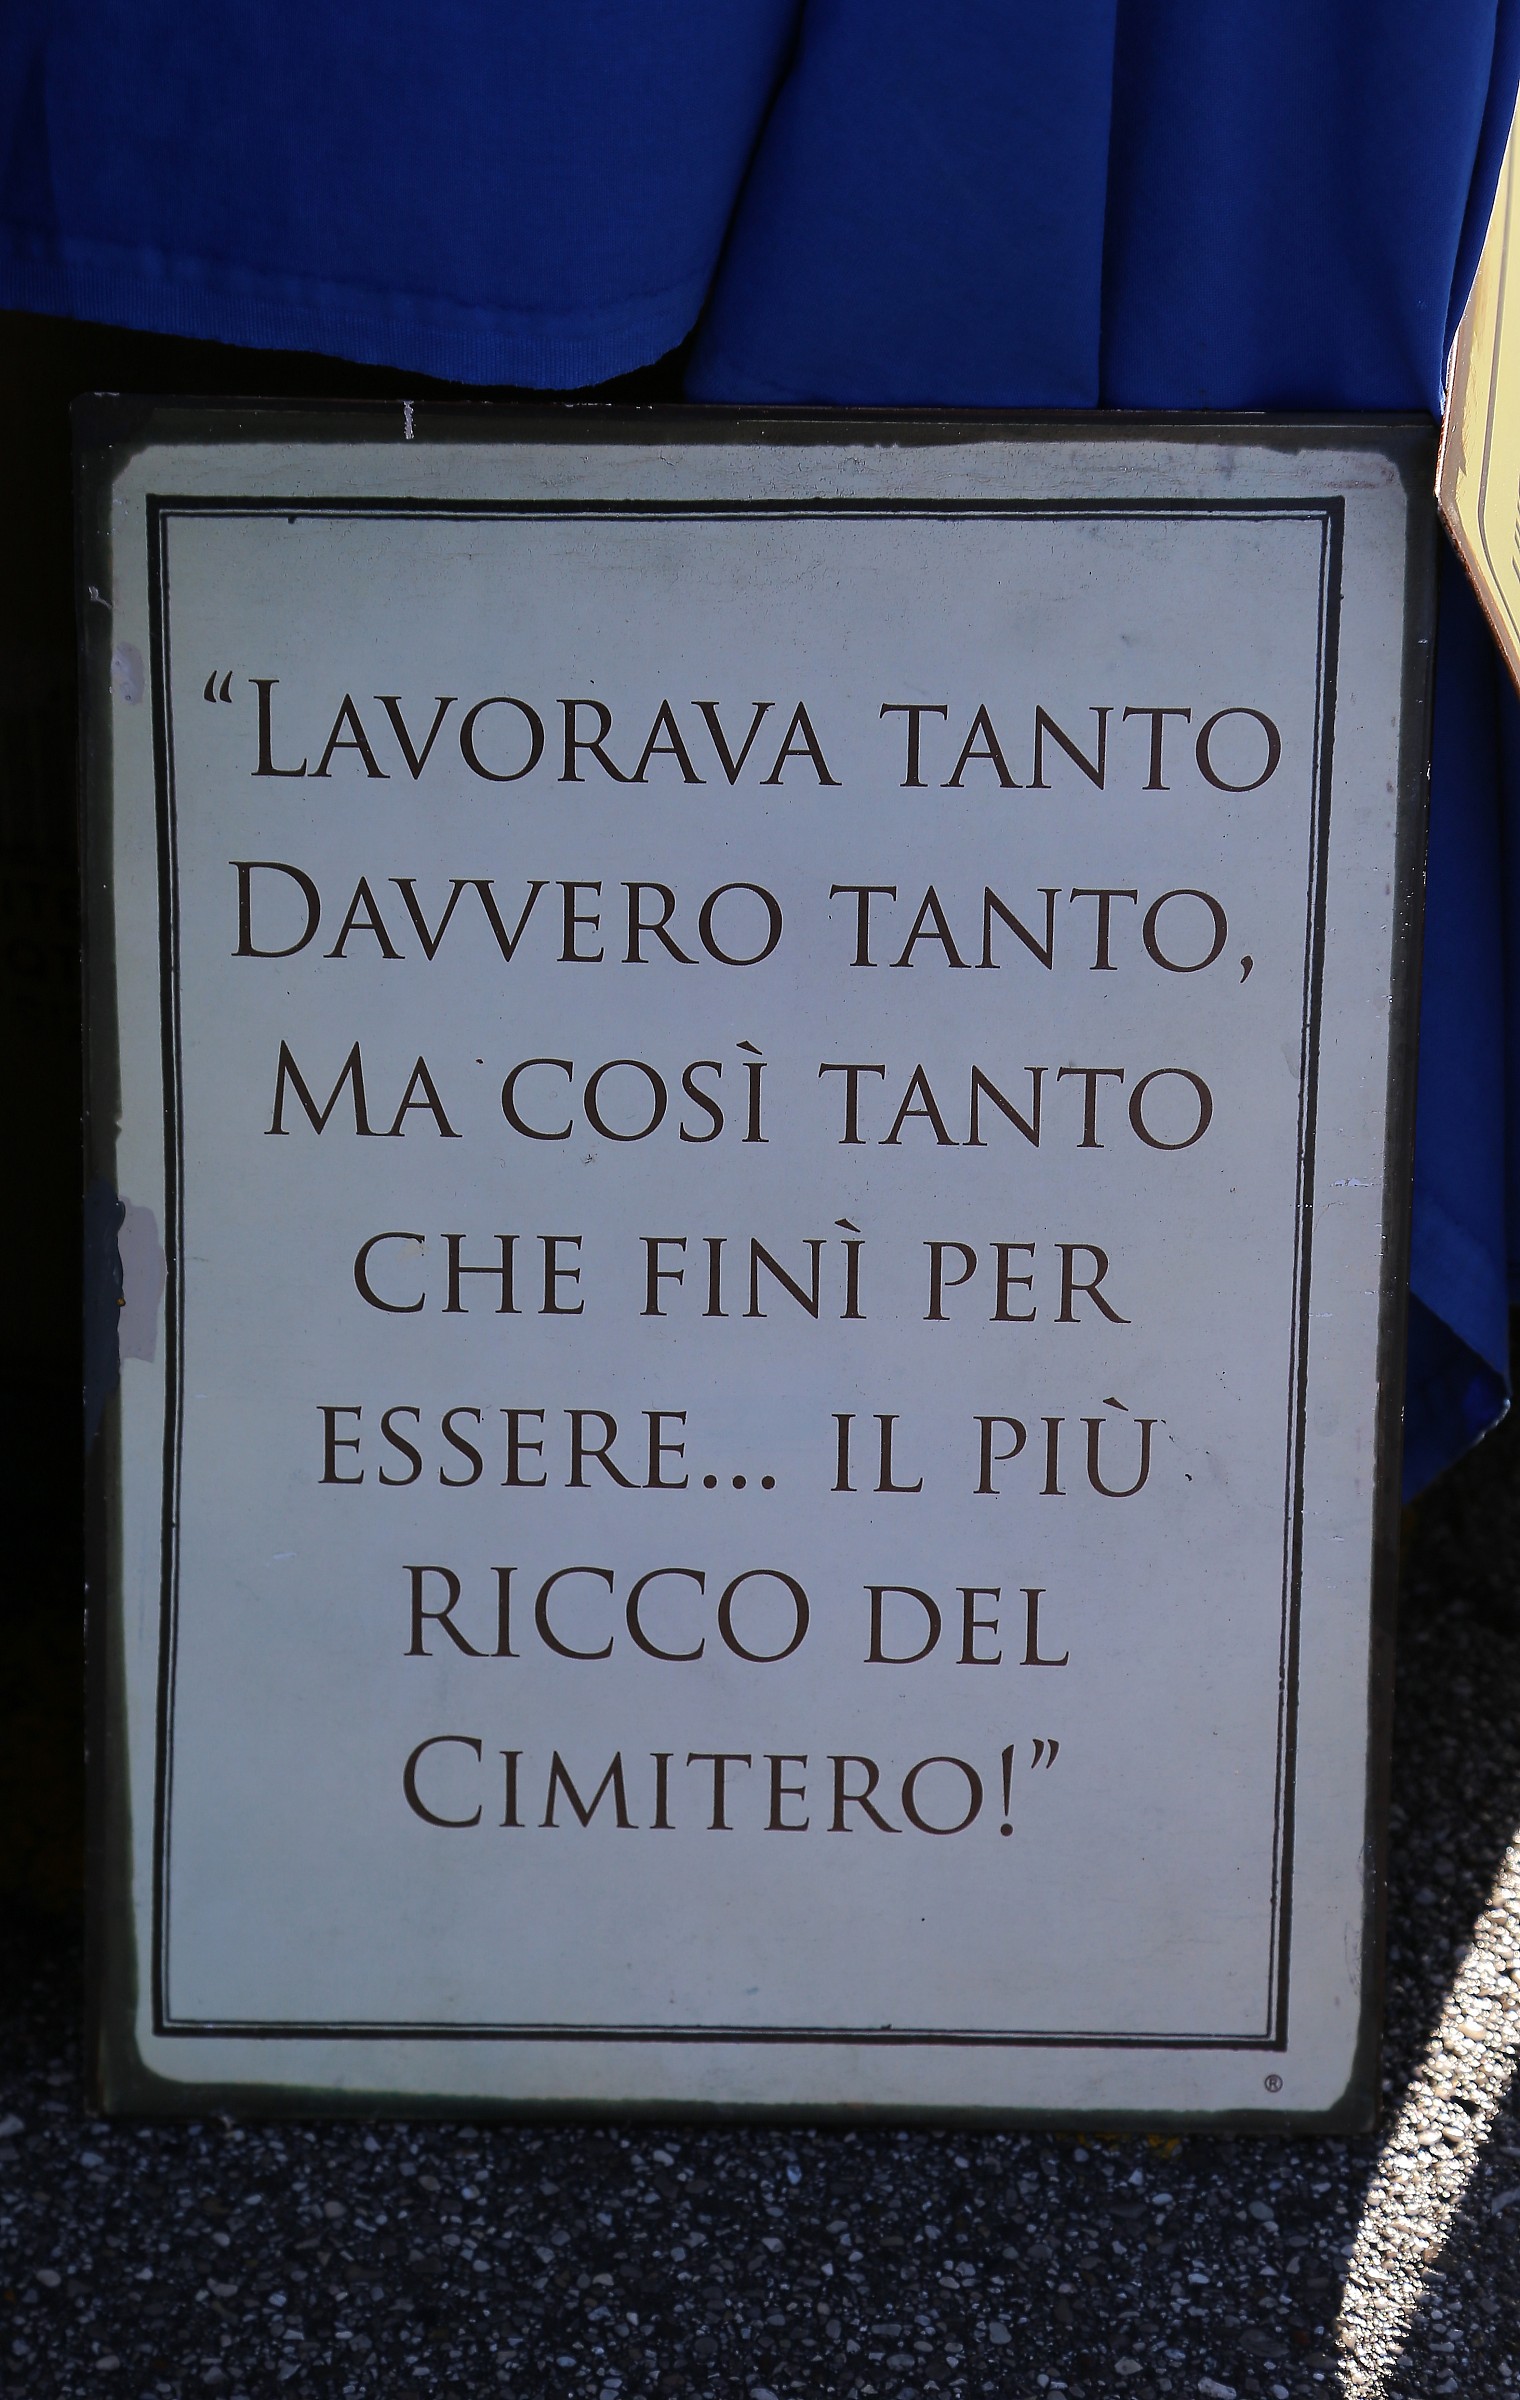 “LAVORAVA TANTO
DAVVERO TANTO,
MA COSÌ TANTO
CHE FINÌ PER
ESSERE... IL PIÙ
RICCO DEL
CIMITERO!”
®